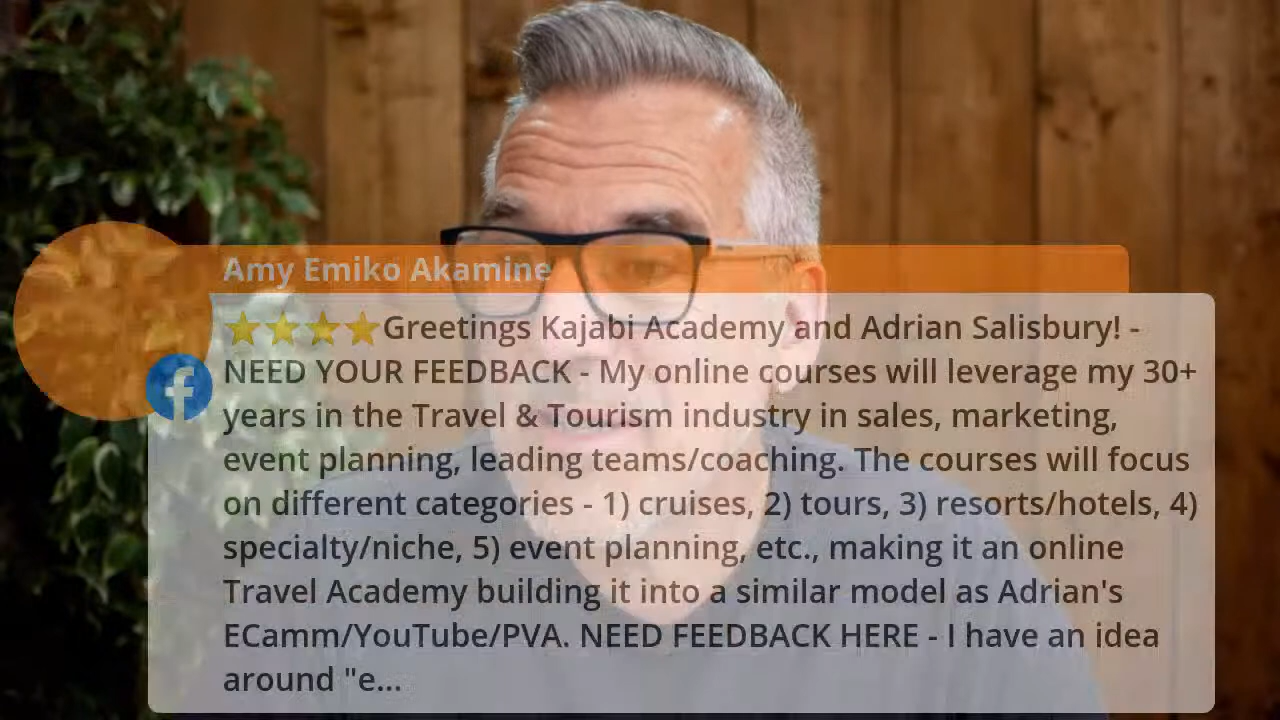 Amy Emiko Akamine
⭐⭐⭐⭐Greetings Kajabi Academy and Adrian Salisbury! -
NEED YOUR FEEDBACK - My online courses will leverage my 30+
years in the Travel & Tourism industry in sales, marketing,
event planning, leading teams/coaching. The courses will focus
on different categories - 1) cruises, 2) tours, 3) resorts/hotels, 4)
specialty/niche, 5) event planning, etc., making it an online
Travel Academy building it into a similar model as Adrian's
ECamm/YouTube/PVA. NEED FEEDBACK HERE - I have an idea
around "e...